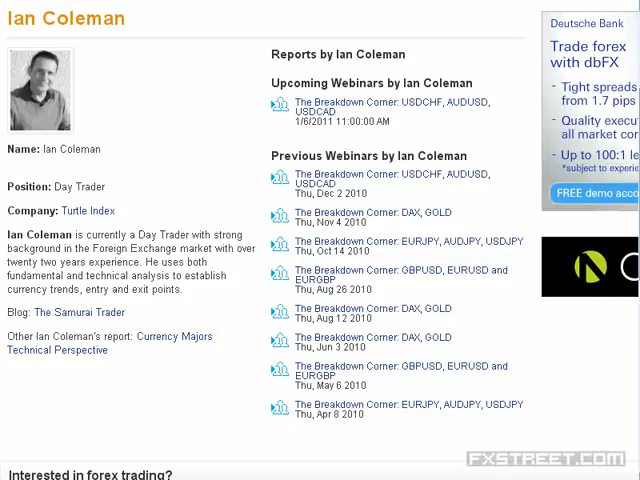 Ian Coleman
Name: Ian Coleman
Position: Day Trader
Company: Turtle Index
Ian Coleman is currently a Day Trader with strong
background in the Foreign Exchange market with over
twenty two years experience. He uses both
fundamental and technical analysis to establish
currency trends, entry and exit points.
Blog: The Samurai Trader
Other Ian Coleman's report: Currency Majors
Technical Perspective
Reports by Ian Coleman
Upcoming Webinars by Ian Coleman
The Breakdown Corner: USDCHF, AUDUSD,
USDCAD
1/6/2011 11:00:00 AM
Previous Webinars by Ian Coleman
The Breakdown Corner: USDCHF, AUDUSD,
USDCAD
Thu, Dec 2 2010
The Breakdown Corner: DAX, GOLD
Thu, Nov 4 2010
The Breakdown Corner: EURJPY, AUDJPY, USDJPY
Thu, Oct 14 2010
The Breakdown Corner: GBPUSD, EURUSD and
EURGBP
Thu, Aug 26 2010
The Breakdown Corner: DAX, GOLD
Thu, Aug 12 2010
The Breakdown Corner: DAX, GOLD
Thu, Jun 3 2010
The Breakdown Corner: GBPUSD, EURUSD and
EURGBP
Thu, May 6 2010
The Breakdown Corner: EURJPY, AUDJPY, USDJPY
Thu, Apr 8 2010
Deutsche Bank
Trade forex
with dbFX
- Tight spreads
from 1.7 pips
- Quality execu
all market cor
- Up to 100:1 le
*subject to experie
FREE demo acco
FXSTREET.COM
Interested in forex trading?